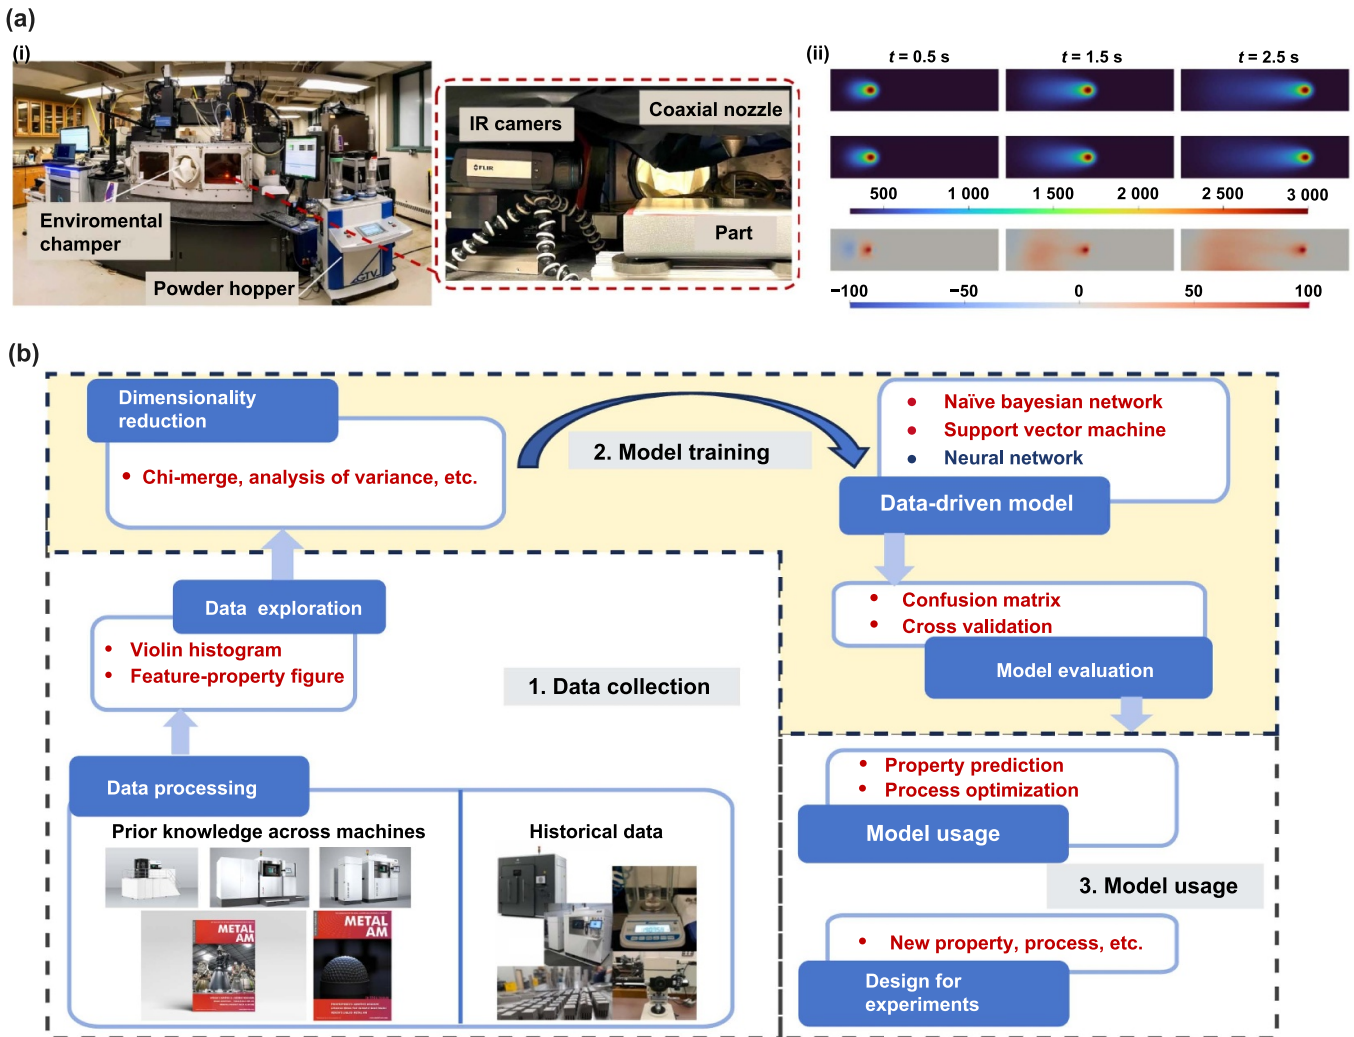 (a)
(i)
IR camers
Coaxial nozzle
FLIR
Enviromental
champer
Part
Powder hopper
GTV
(ii)
t = 0.5 s
t = 1.5 s
t = 2.5 s
500 1 000 1 500 2 000 2 500 3 000
−100 −50 0 50 100
(b)
Dimensionality
reduction
• Chi-merge, analysis of variance, etc.
2. Model training
• Naïve bayesian network
• Support vector machine
• Neural network
Data-driven model
Data exploration
• Violin histogram
• Feature-property figure
1. Data collection
• Confusion matrix
• Cross validation
Model evaluation
Data processing
Prior knowledge across machines
METAL
AM
METAL
AM
Historical data
• Property prediction
• Process optimization
Model usage
3. Model usage
• New property, process, etc.
Design for
experiments